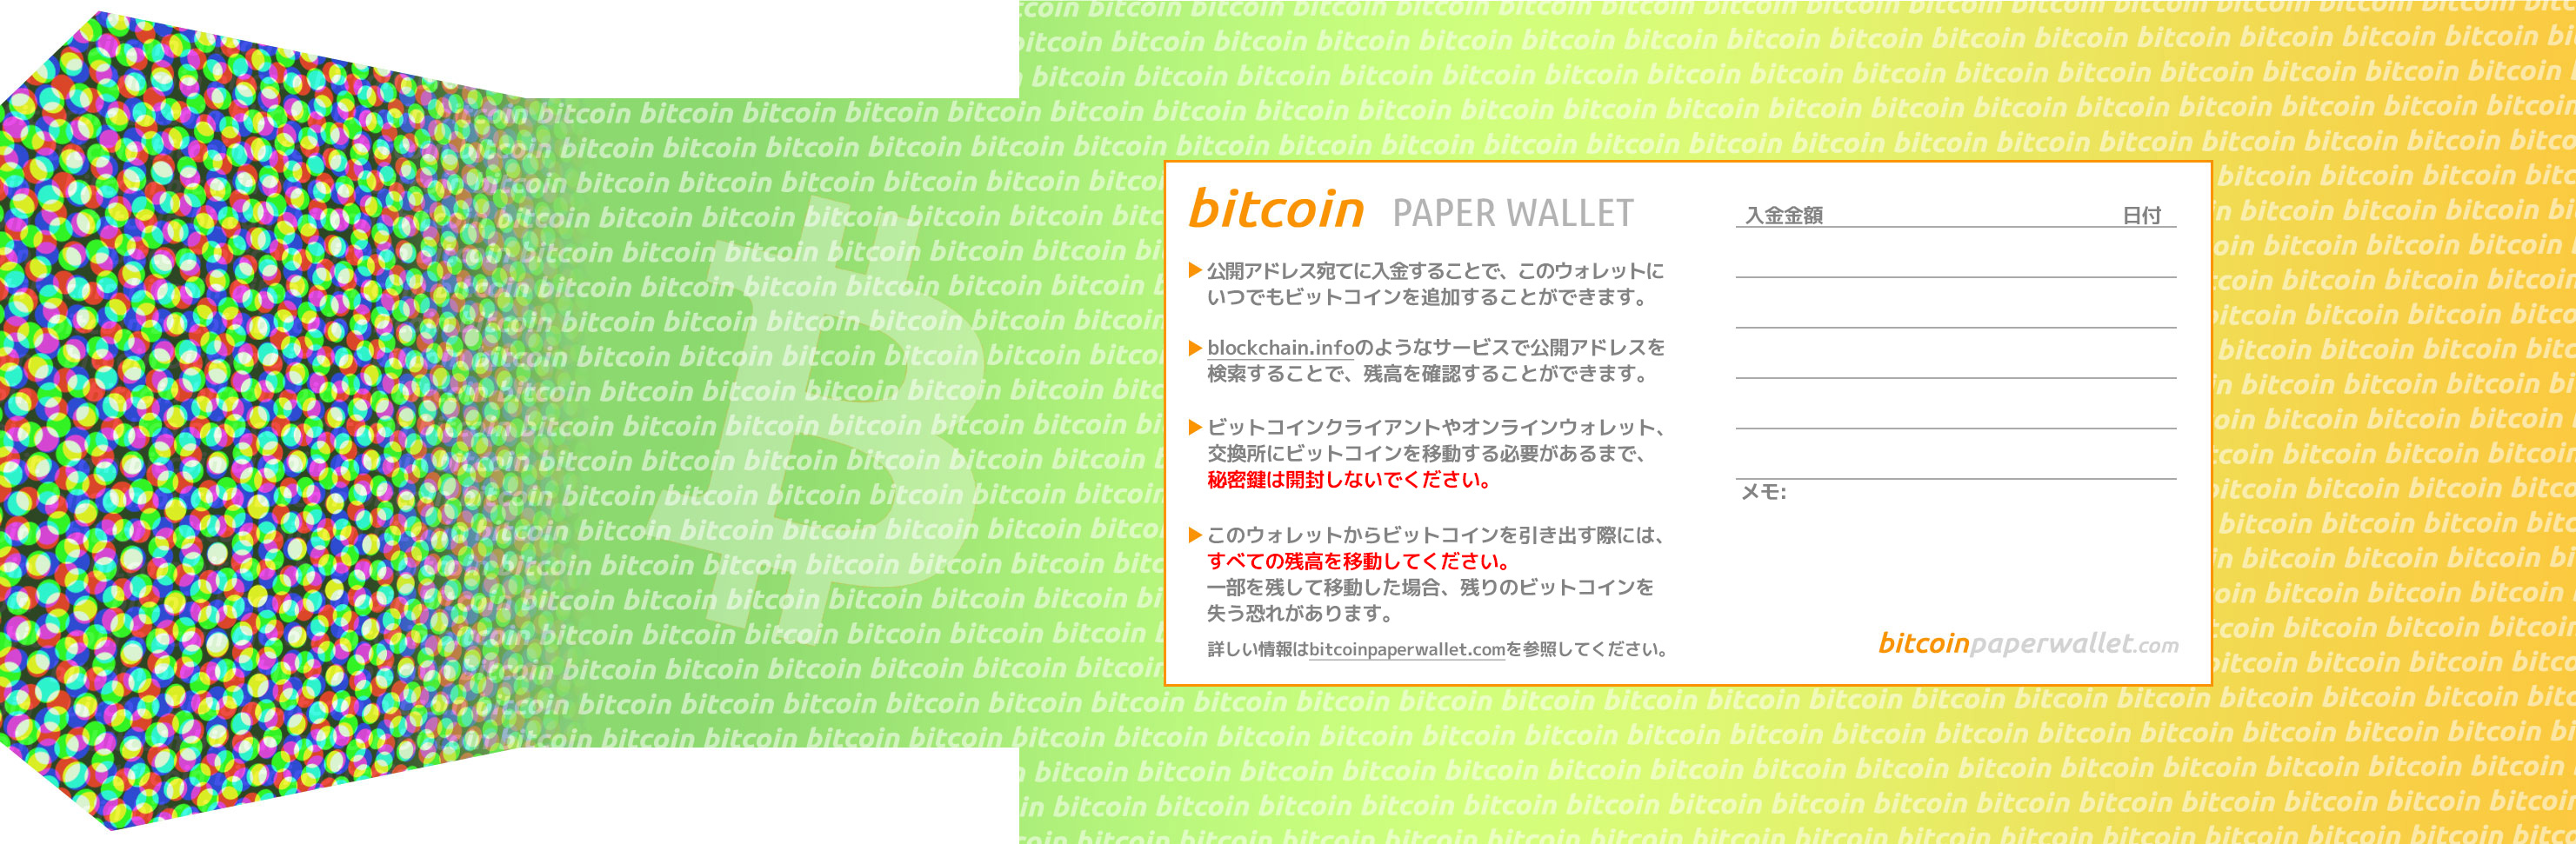 bitcoin PAPER WALLET
公開アドレス宛てに入金することで、このウォレットに
いつでもビットコインを追加することができます。
blockchain.infoのようなサービスで公開アドレスを
検索することで、残高を確認することができます。
ビットコインクライアントやオンラインウォレット、
交換所にビットコインを移動する必要があるまで、
秘密鍵は開封しないでください。
このウォレットからビットコインを引き出す際には、
すべての残高を移動してください。
一部を残して移動した場合、残りのビットコインを
失う恐れがあります。
詳しい情報はbitcoinpaperwallet.comを参照してください。
入金金額 日付
メモ:
bitcoinpaperwallet.com